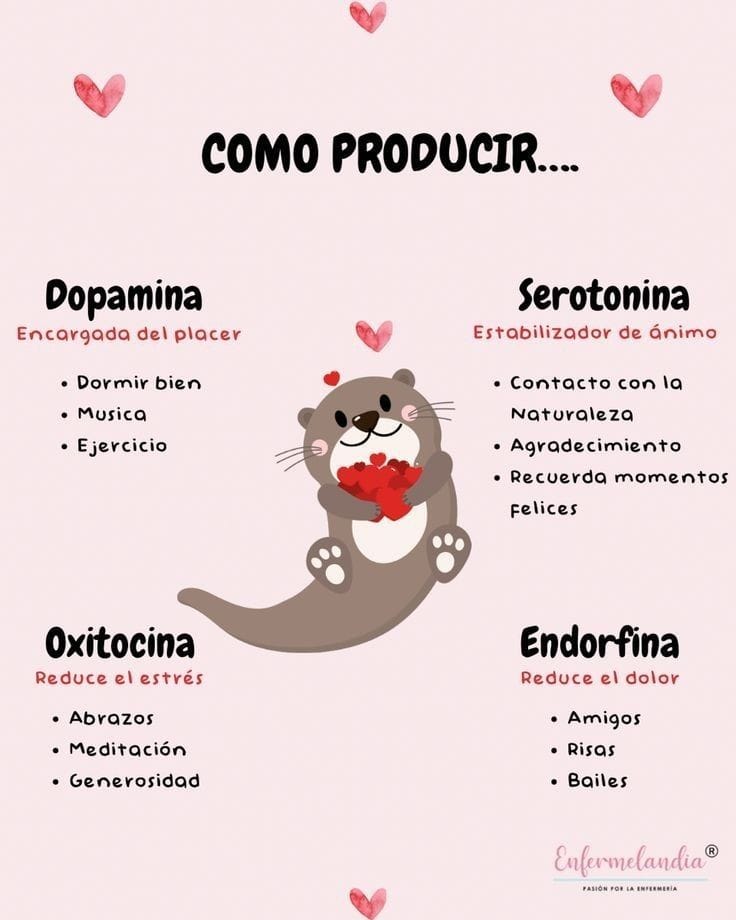 COMO PRODUCIR....
Dopamina
Encargada del placer
• Dormir bien
• Musica
• Ejercicio
Serotonina
Estabilizador de ánimo
• Contacto con la
Naturaleza
• Agradecimiento
• Recuerda momentos
felices
Oxitocina
Reduce el estrés
• Abrazos
• Meditación
• Generosidad
Endorfina
Reduce el dolor
• Amigos
• Risas
• Bailes
Enfermelandia®
PASIÓN POR LA ENFERMERÍA